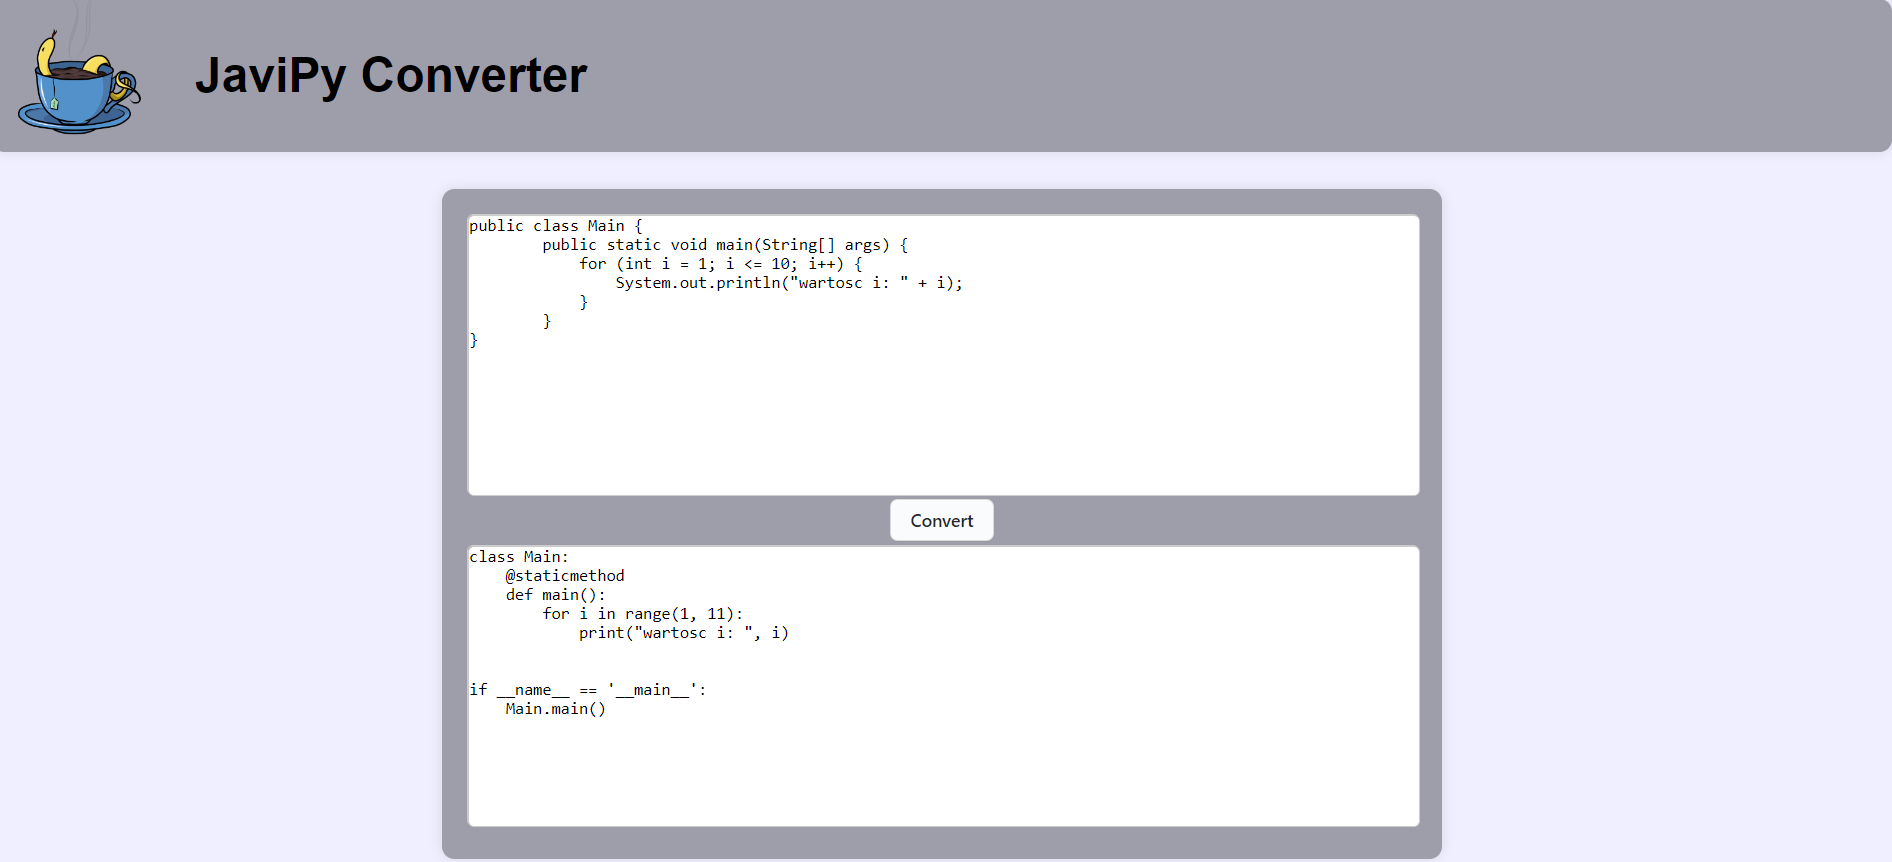 JaviPy Converter
public class Main {
        public static void main(String[] args) {
            for (int i = 1; i <= 10; i++) {
                System.out.println("wartosc i: " + i);
            }
        }
}
Convert
class Main:
    @staticmethod
    def main():
        for i in range(1, 11):
            print("wartosc i: ", i)
if __name__ == '__main__':
    Main.main()